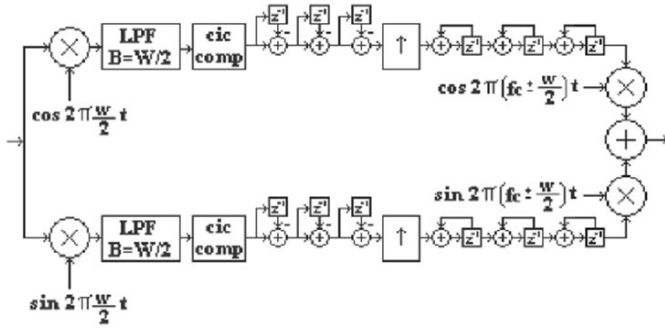 LPF
B=W/2
cic
comp
z⁻¹ z⁻¹ z⁻¹
- - -
↑
z⁻¹ z⁻¹ z⁻¹
cos 2π w/2 t
cos 2π(fc ± w/2) t
sin 2π(fc ± w/2) t
LPF
B=W/2
cic
comp
z⁻¹ z⁻¹ z⁻¹
- - -
↑
z⁻¹ z⁻¹ z⁻¹
sin 2π w/2 t